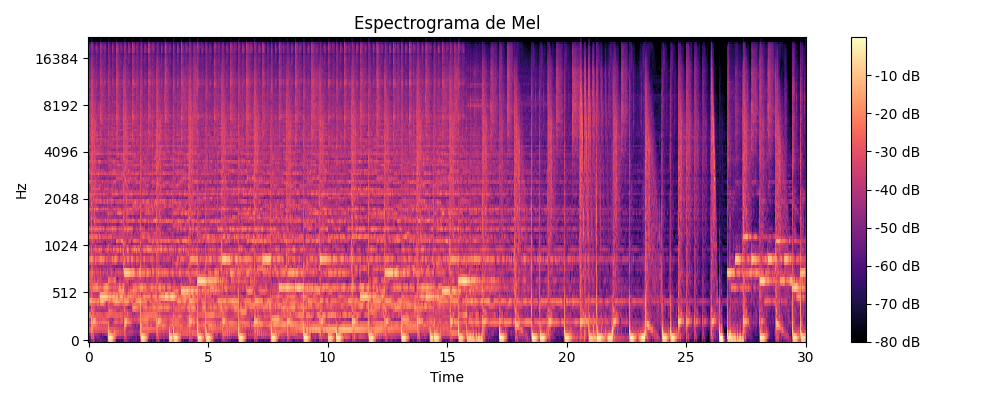 Espectrograma de Mel
16384
8192
4096
2048
1024
512
0
Hz
0 5 10 15 20 25 30
Time
-10 dB
-20 dB
-30 dB
-40 dB
-50 dB
-60 dB
-70 dB
-80 dB